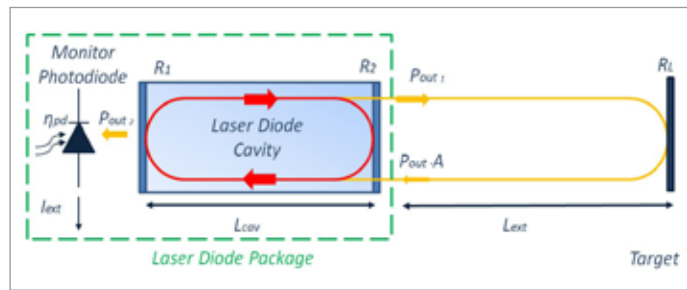 Monitor
Photodiode
R1
R2
Pout 1
RL
ηpd
Pout 2
Laser Diode
Cavity
Pout·A
Iext
Lcav
Lext
Laser Diode Package
Target